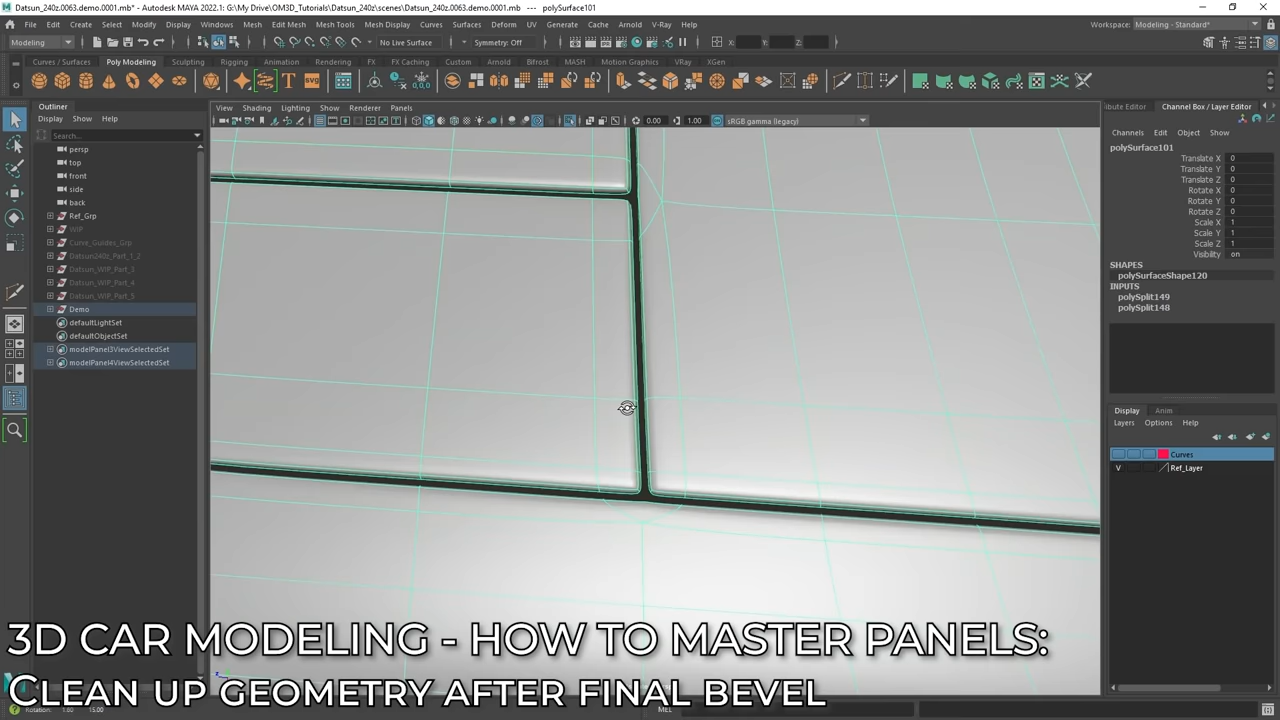 Datsun_240z.0063.demo.0001.mb* - Autodesk MAYA 2022.1: G:\My Drive\OM3D_Tutorials\Datsun_240z\scenes\Datsun_240z.0063.demo.0001.mb --- polySurface101
File Edit Create Select Modify Display Windows Mesh Edit Mesh Mesh Tools Mesh Display Curves Surfaces Deform UV Generate Cache Arnold V-Ray Help
Workspace: Modeling - Standard*
Modeling No Live Surface Symmetry: Off X: Y: Z:
Curves / Surfaces Poly Modeling Sculpting Rigging Animation Rendering FX FX Caching Custom Arnold Bifrost MASH Motion Graphics VRay XGen
Outliner
Display Show Help
Search...
persp
top
front
side
back
Ref_Grp
WIP
Curve_Guides_Grp
Datsun240z_Part_1_2
Datsun_WIP_Part_3
Datsun_WIP_Part_4
Datsun_WIP_Part_5
Demo
defaultLightSet
defaultObjectSet
modelPanel3ViewSelectedSet
modelPanel4ViewSelectedSet
View Shading Lighting Show Renderer Panels
0.00 1.00 sRGB gamma (legacy)
ibute Editor Channel Box / Layer Editor
Channels Edit Object Show
polySurface101
Translate X 0
Translate Y 0
Translate Z 0
Rotate X 0
Rotate Y 0
Rotate Z 0
Scale X 1
Scale Y 1
Scale Z 1
Visibility on
SHAPES
polySurfaceShape120
INPUTS
polySplit149
polySplit148
Display Anim
Layers Options Help
Curves
V Ref_Layer
3D CAR MODELING - HOW TO MASTER PANELS:
CLEAN UP GEOMETRY AFTER FINAL BEVEL
MEL